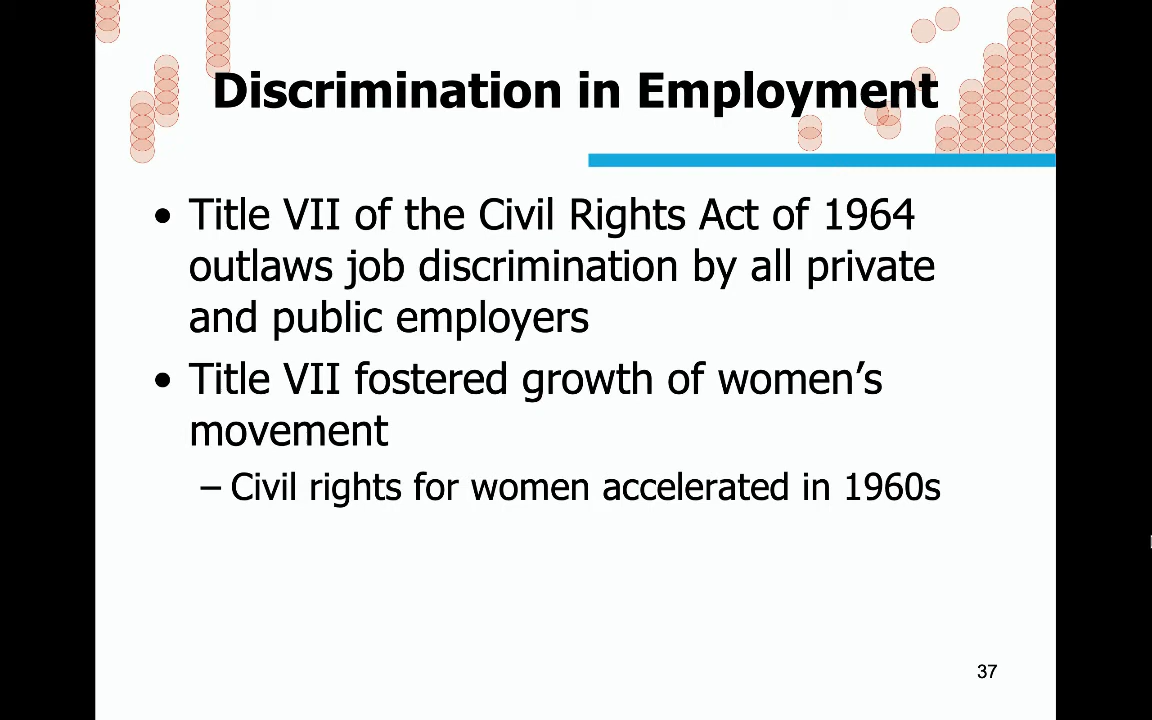 Discrimination in Employment
• Title VII of the Civil Rights Act of 1964
outlaws job discrimination by all private
and public employers
• Title VII fostered growth of women’s
movement
– Civil rights for women accelerated in 1960s
37